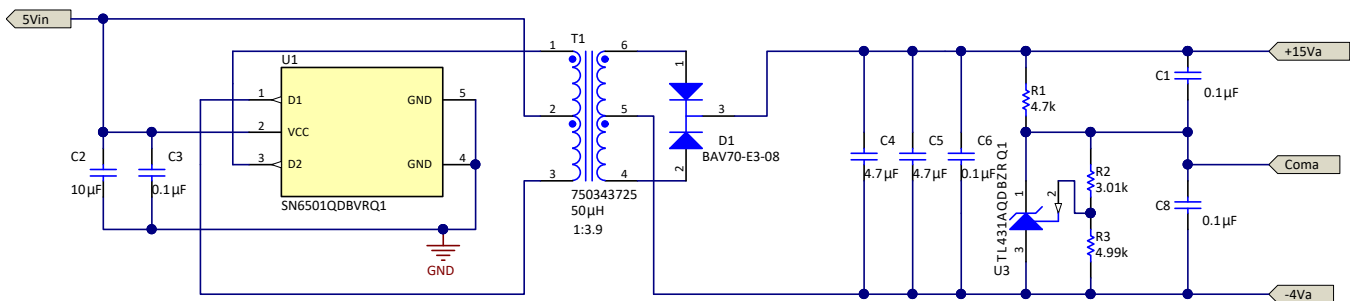 5Vin
T1
U1
1
D1
GND
5
2
VCC
3
D2
GND
4
SN6501QDBVRQ1
C2
10µF
C3
0.1µF
GND
1
2
3
6
5
4
750343725
50µH
1:3.9
1
3
2
D1
BAV70-E3-08
C4
4.7µF
C5
4.7µF
C6
0.1µF
R1
4.7k
TL431AQDBZRQ1
1
2
3
U3
R2
3.01k
R3
4.99k
C1
0.1µF
C8
0.1µF
+15Va
Coma
-4Va